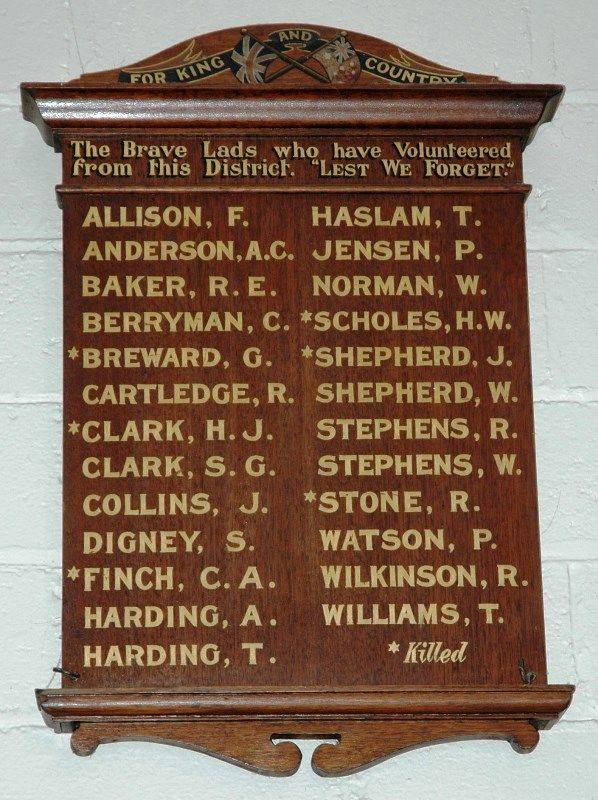 FOR KING AND COUNTRY
The Brave Lads who have Volunteered
from this District. "LEST WE FORGET."
ALLISON, F.
ANDERSON, A.C.
BAKER, R. E.
BERRYMAN, C.
*BREWARD, G.
CARTLEDGE, R.
*CLARK, H. J.
CLARK, S. G.
COLLINS, J.
DIGNEY, S.
*FINCH, C. A.
HARDING, A.
HARDING, T.
HASLAM, T.
JENSEN, P.
NORMAN, W.
*SCHOLES, H.W.
*SHEPHERD, J.
SHEPHERD, W.
STEPHENS, R.
STEPHENS, W.
*STONE, R.
WATSON, P.
WILKINSON, R.
WILLIAMS, T.
* Killed